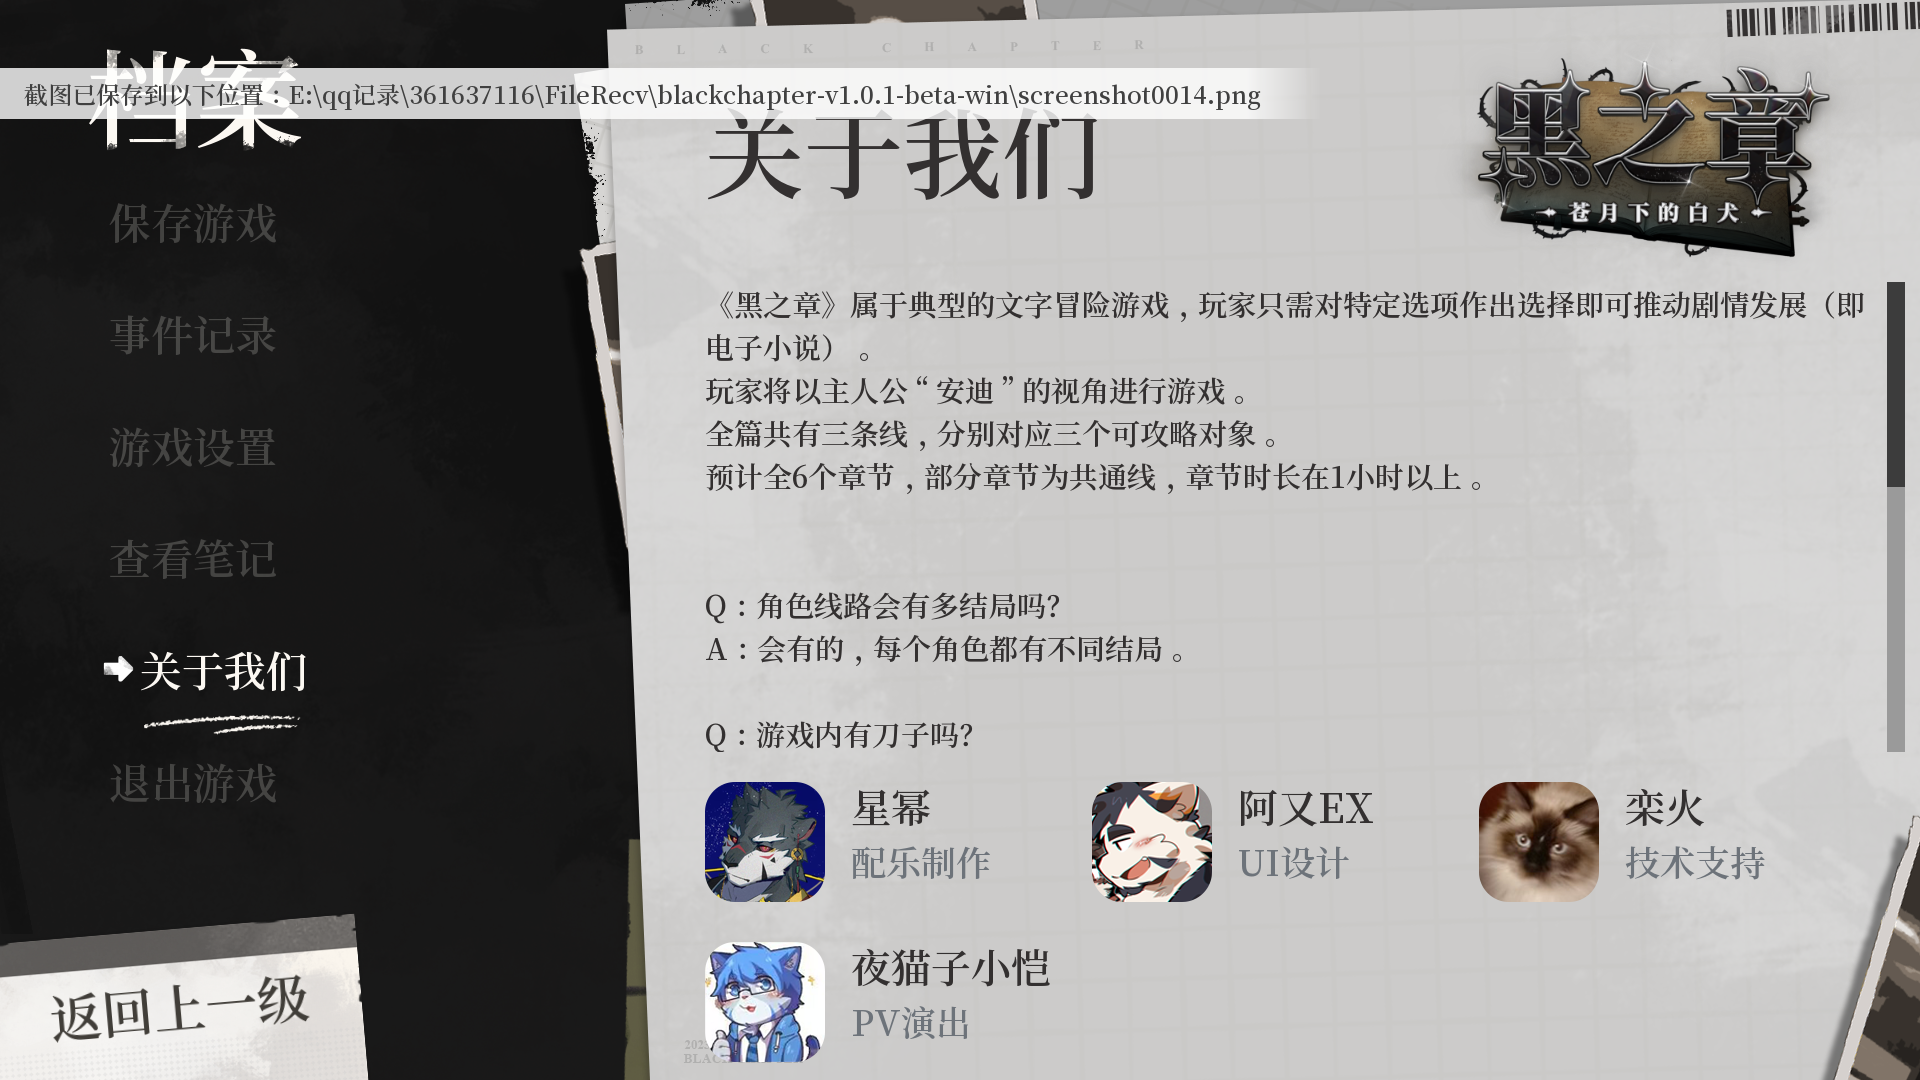 BLACK CHAPTER
档案
截图已保存到以下位置：E:\qq记录\361637116\FileRecv\blackchapter-v1.0.1-beta-win\screenshot0014.png
关于我们
黑之章
苍月下的白犬
保存游戏
事件记录
游戏设置
查看笔记
关于我们
退出游戏
返回上一级
《黑之章》属于典型的文字冒险游戏，玩家只需对特定选项作出选择即可推动剧情发展（即
电子小说）。
玩家将以主人公“安迪”的视角进行游戏。
全篇共有三条线，分别对应三个可攻略对象。
预计全6个章节，部分章节为共通线，章节时长在1小时以上。
Q：角色线路会有多结局吗？
A：会有的，每个角色都有不同结局。
Q：游戏内有刀子吗？
星幂
配乐制作
阿又EX
UI设计
栾火
技术支持
夜猫子小恺
PV演出